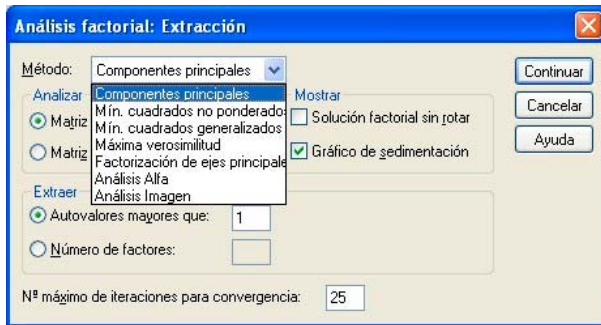 Análisis factorial: Extracción
Método: Componentes principales
Continuar
Cancelar
Ayuda
Componentes principales
Mín. cuadrados no ponderados
Mín. cuadrados generalizados
Máxima verosimilitud
Factorización de ejes principale
Análisis Alfa
Análisis Imagen
Analizar
Matriz
Matriz
Mostrar
Solución factorial sin rotar
Gráfico de sedimentación
Extraer
Autovalores mayores que: 1
Número de factores:
Nº máximo de iteraciones para convergencia: 25